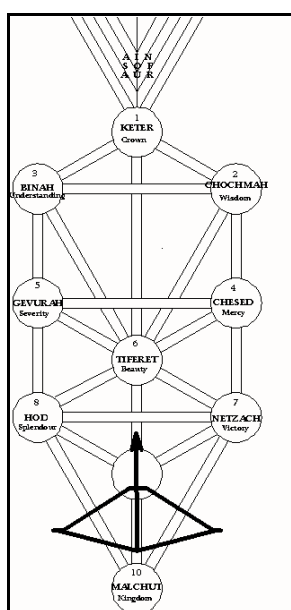 A I N
S O F
A U R
1
KETER
Crown
3
BINAH
Understanding
2
CHOCHMAH
Wisdom
5
GEVURAH
Severity
4
CHESED
Mercy
6
TIFERET
Beauty
8
HOD
Splendour
7
NETZACH
Victory
10
MALCHUT
Kingdom